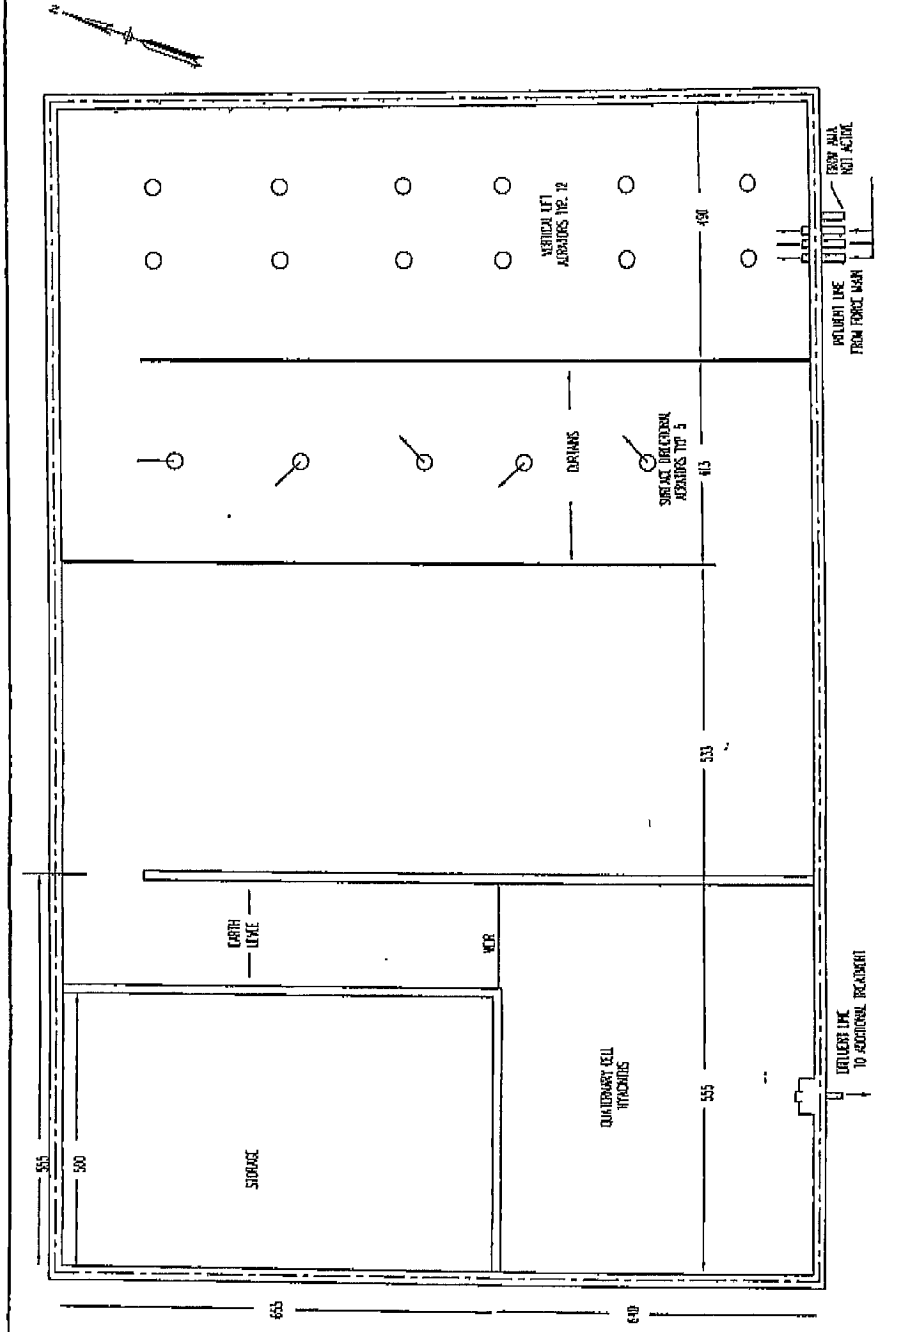 N
FROM AWA
NOT ACTIVE
VERTICAL LIFT
AERATORS TYP. 12
490
INFLUENT LINE
FROM FORCE MAIN
CURTAINS
SURFACE DIRECTIONAL
AERATORS TYP 5
413
533
EARTH
LEVEE
WEIR
EFFLUENT LINE
TO ADDITIONAL TREATMENT
QUATERNARY CELL
HYACINTHS
555
555
500
STORAGE
640